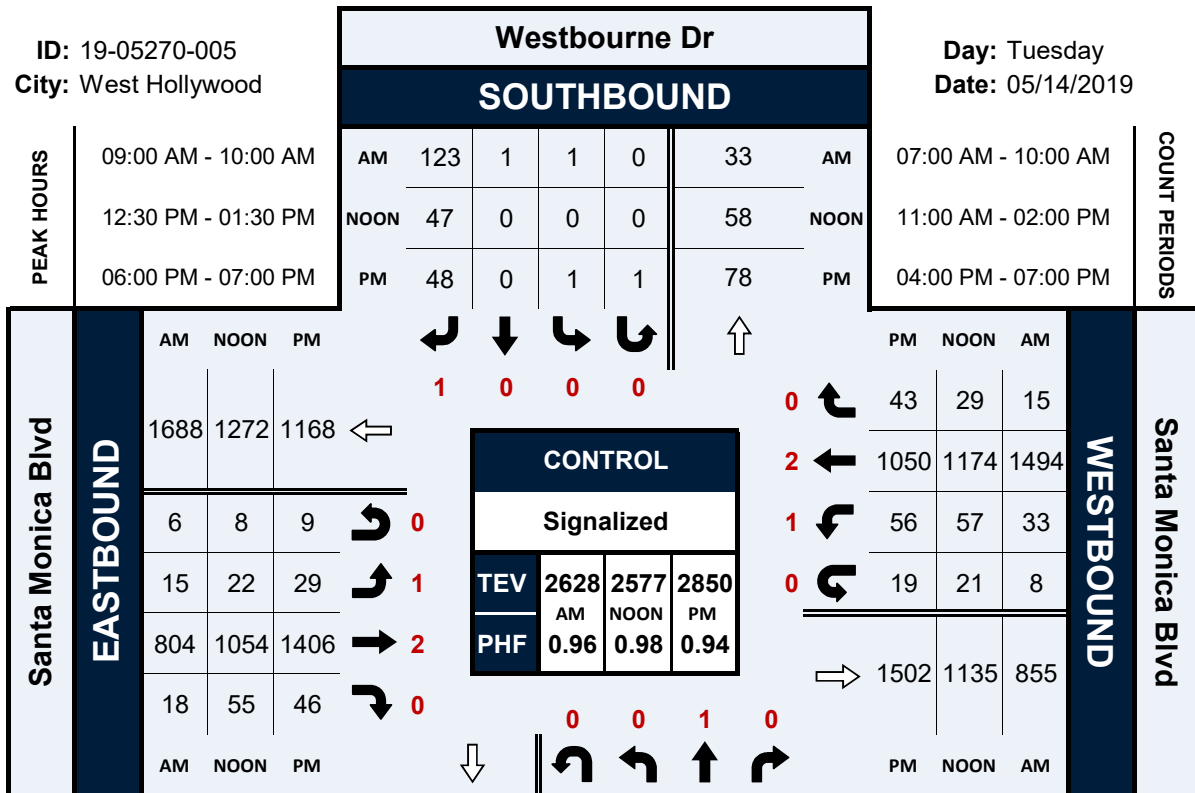 ID: 19-05270-005
City: West Hollywood
Westbourne Dr
SOUTHBOUND
Day: Tuesday
Date: 05/14/2019
PEAK HOURS
09:00 AM - 10:00 AM
12:30 PM - 01:30 PM
06:00 PM - 07:00 PM
AM 123 1 1 0 33 AM
NOON 47 0 0 0 58 NOON
PM 48 0 1 1 78 PM
07:00 AM - 10:00 AM
11:00 AM - 02:00 PM
04:00 PM - 07:00 PM
COUNT PERIODS
1 0 0 0
Santa Monica Blvd
EASTBOUND
AM NOON PM
1688 1272 1168
6 8 9 0
15 22 29 1
804 1054 1406 2
18 55 46 0
AM NOON PM
CONTROL
Signalized
TEV 2628 2577 2850
AM NOON PM
PHF 0.96 0.98 0.94
PM NOON AM
0 43 29 15
2 1050 1174 1494
1 56 57 33
0 19 21 8
1502 1135 855
PM NOON AM
WESTBOUND
Santa Monica Blvd
0 0 1 0